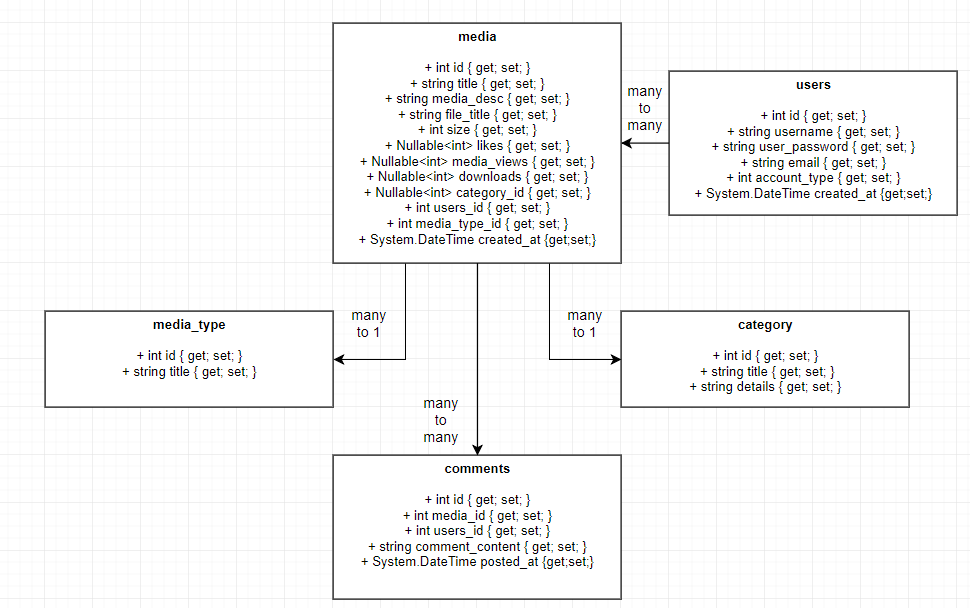 media
+ int id { get; set; }
+ string title { get; set; }
+ string media_desc { get; set; }
+ string file_title { get; set; }
+ int size { get; set; }
+ Nullable<int> likes { get; set; }
+ Nullable<int> media_views { get; set; }
+ Nullable<int> downloads { get; set; }
+ Nullable<int> category_id { get; set; }
+ int users_id { get; set; }
+ int media_type_id { get; set; }
+ System.DateTime created_at {get;set;}
many
to
many
users
+ int id { get; set; }
+ string username { get; set; }
+ string user_password { get; set; }
+ string email { get; set; }
+ int account_type { get; set; }
+ System.DateTime created_at {get;set;}
media_type
+ int id { get; set; }
+ string title { get; set; }
many
to 1
many
to 1
category
+ int id { get; set; }
+ string title { get; set; }
+ string details { get; set; }
many
to
many
comments
+ int id { get; set; }
+ int media_id { get; set; }
+ int users_id { get; set; }
+ string comment_content { get; set; }
+ System.DateTime posted_at {get;set;}